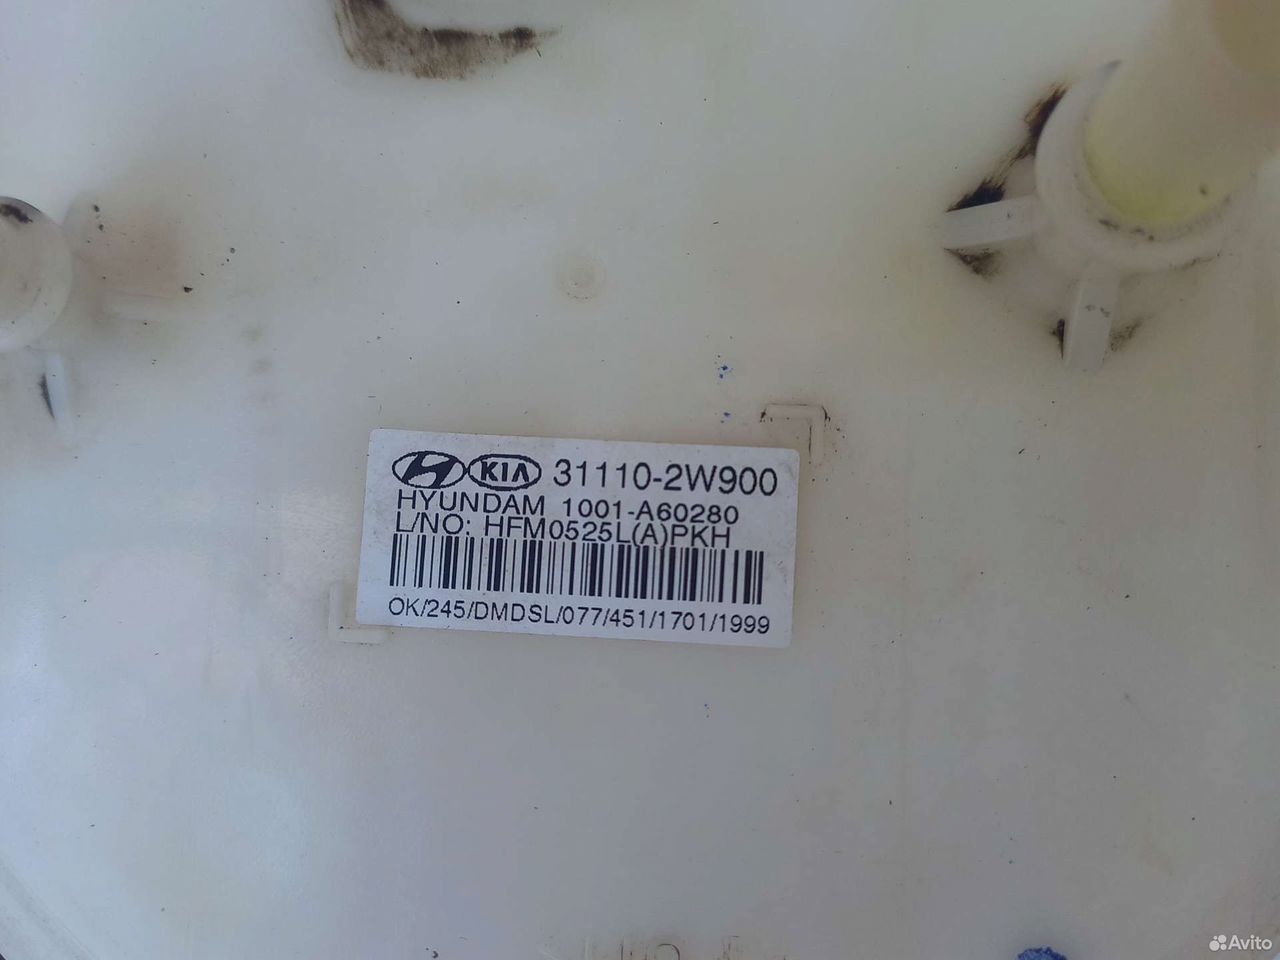 KIA 31110-2W900
HYUNDAM 1001-A60280
L/NO: HFM0525L(A)PKH
OK/245/DMDSL/077/451/1701/1999
Avito